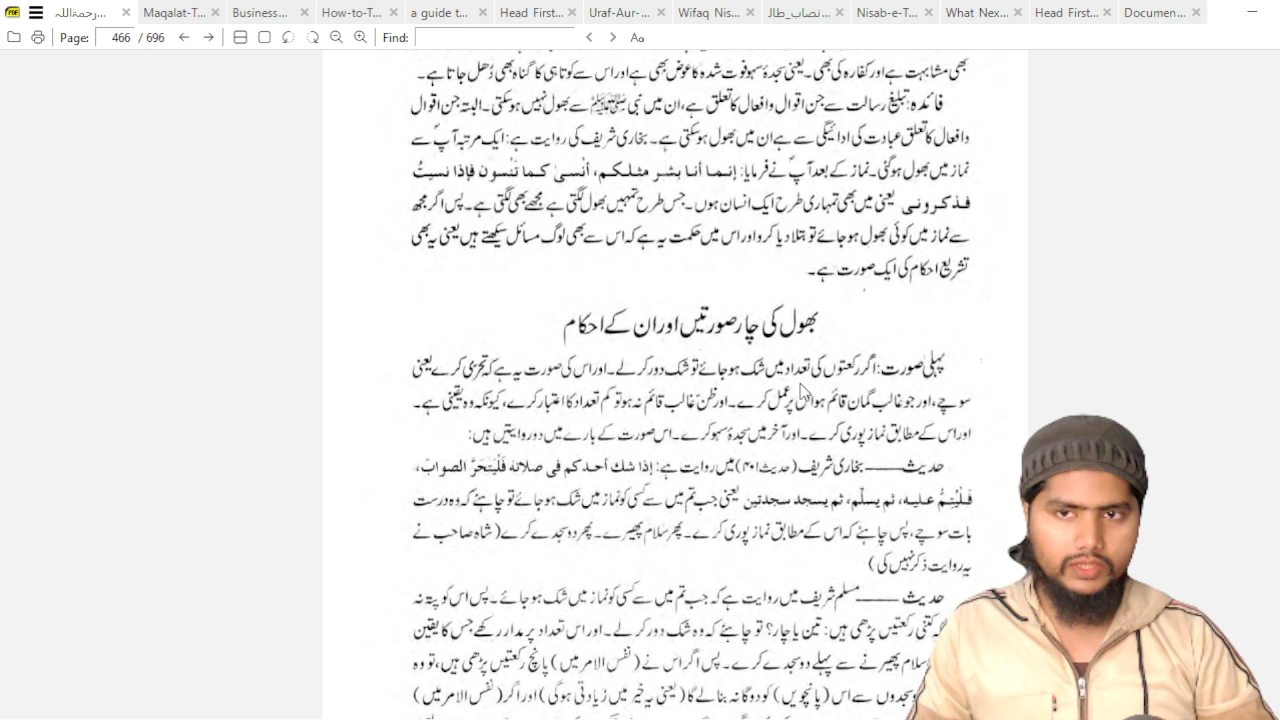 رحمۃاللہ
Maqalat-T...
Business...
How-to-T...
a guide t...
Head First...
Uraf-Aur-...
Wifaq Nis...
نصاب_طال...
Nisab-e-T...
What Nex...
Head First...
Documen...
Page: 466 / 696
Find:
Aa
بھی مشابہت ہے اور کفارہ کی بھی۔ یعنی سجدۂ سہو فوت شدہ کا عوض بھی ہے اور اس سے کوتاہی کا گناہ بھی دُھل جاتا ہے۔
فائدہ: تبلیغ رسالت سے جن اقوال وافعال کا تعلق ہے، ان میں نبی ﷺ سے بھول نہیں ہو سکتی۔ البتہ جن اقوال
وافعال کا تعلق عبادت کی ادائیگی سے ہے ان میں بھول ہو سکتی ہے۔ بخاری شریف کی روایت ہے: ایک مرتبہ آپؐ سے
نماز میں بھول ہوگئی۔ نماز کے بعد آپؐ نے فرمایا: إنما أنا بشر مثلكم، أنسىٰ كما تنْسون فإذا نسيتُ
فذكرونى یعنی میں بھی تمہاری طرح ایک انسان ہوں۔ جس طرح تمہیں بھول لگتی ہے مجھے بھی لگتی ہے۔ پس اگر مجھ
سے نماز میں کوئی بھول ہو جائے تو بتلا دیا کرو اور اس میں حکمت یہ ہے کہ اس سے بھی لوگ مسائل سیکھتے ہیں یعنی یہ بھی
تشریع احکام کی ایک صورت ہے۔
بھول کی چار صورتیں اور ان کے احکام
پہلی صورت: اگر رکعتوں کی تعداد میں شک ہو جائے تو شک دور کر لے۔ اور اس کی صورت یہ ہے کہ تحرّی کرے یعنی
سوچے، اور جو غالب گمان قائم ہو اس پر عمل کرے۔ اور ظنِّ غالب قائم نہ ہو تو کم تعداد کا اعتبار کرے، کیونکہ وہ یقینی ہے۔
اور اس کے مطابق نماز پوری کرے۔ اور آخر میں سجدۂ سہو کرے۔ اس صورت کے بارے میں دو روایتیں ہیں:
حدیث —— بخاری شریف (حدیث ۴۰۱) میں روایت ہے: إذا شك أحدكم فى صلاته فَلْيَتحرَّ الصوابَ،
فَلْيُتِمَّ عليه، ثم يسلِّم، ثم يسجد سجدتين یعنی جب تم میں سے کسی کو نماز میں شک ہو جائے تو چاہئے کہ وہ درست
بات سوچے، پس چاہئے کہ اس کے مطابق نماز پوری کرے۔ پھر سلام پھیرے۔ پھر دو سجدے کرے (شاہ صاحب نے
یہ روایت ذکر نہیں کی)
حدیث —— مسلم شریف میں روایت ہے کہ جب تم میں سے کسی کو نماز میں شک ہو جائے۔ پس اس کو پتہ نہ
کہ کتنی رکعتیں پڑھی ہیں: تین یا چار؟ تو چاہئے کہ وہ شک دور کر لے۔ اور اس تعداد پر مدار رکھے جس کا یقین
سلام پھیرنے سے پہلے دو سجدے کرے۔ پس اگر اس نے (نفس الامر میں) پانچ رکعتیں پڑھی ہیں، تو وہ
سجدوں سے اس (پانچویں) کو دوگانہ بنالے گا (یعنی یہ خیر میں زیادتی ہوگی) اور اگر (نفس الامر میں)